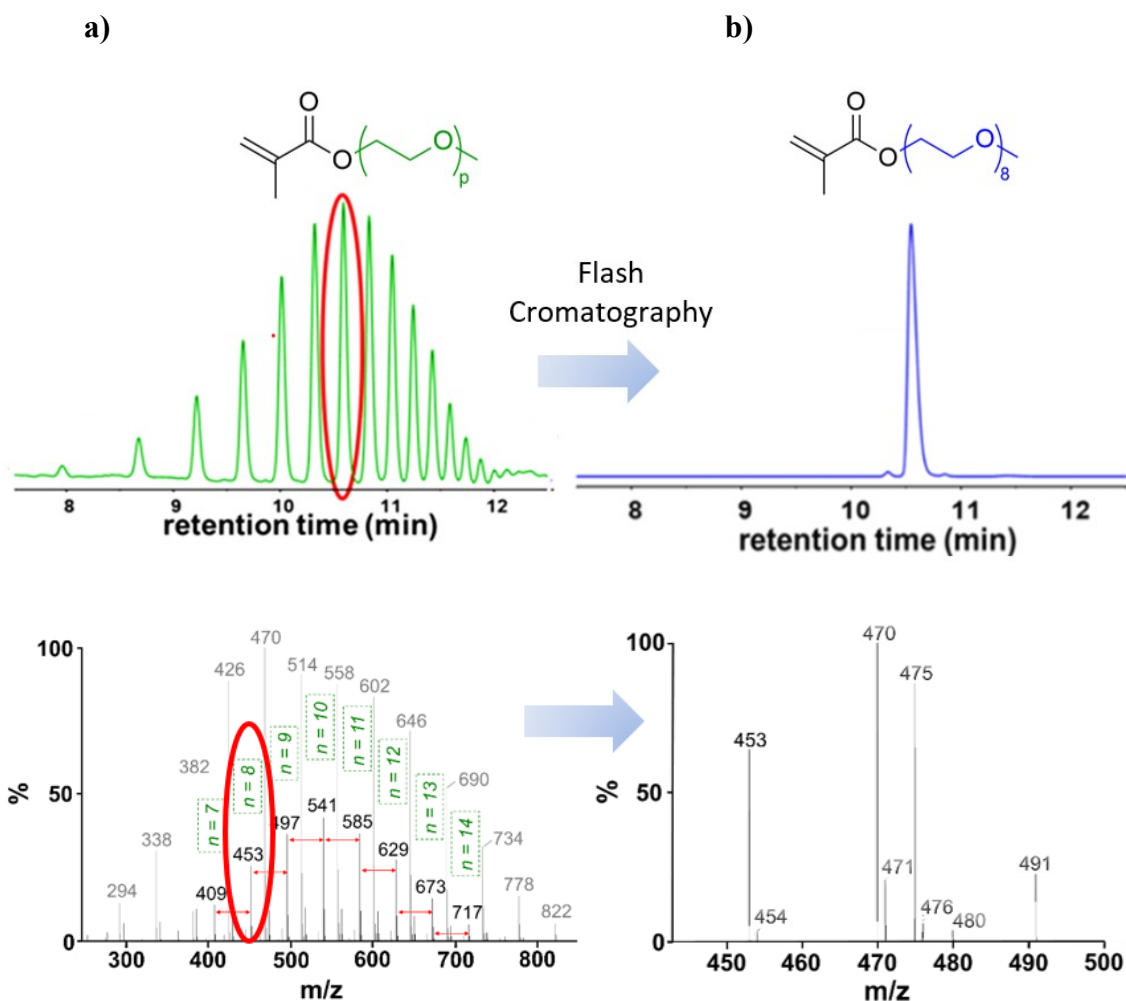 a)
b)
O
O
O
p
O
O
O
8
Flash
Cromatography
8 9 10 11 12
retention time (min)
8 9 10 11 12
retention time (min)
100
50
0
%
294
338
382
426
470
514
558
602
646
690
734
778
822
n = 7
n = 8
n = 9
n = 10
n = 11
n = 12
n = 13
n = 14
409
453
497
541
585
629
673
717
300 400 500 600 700 800
m/z
100
50
0
%
453
454
470
471
475
476
480
491
450 460 470 480 490 500
m/z